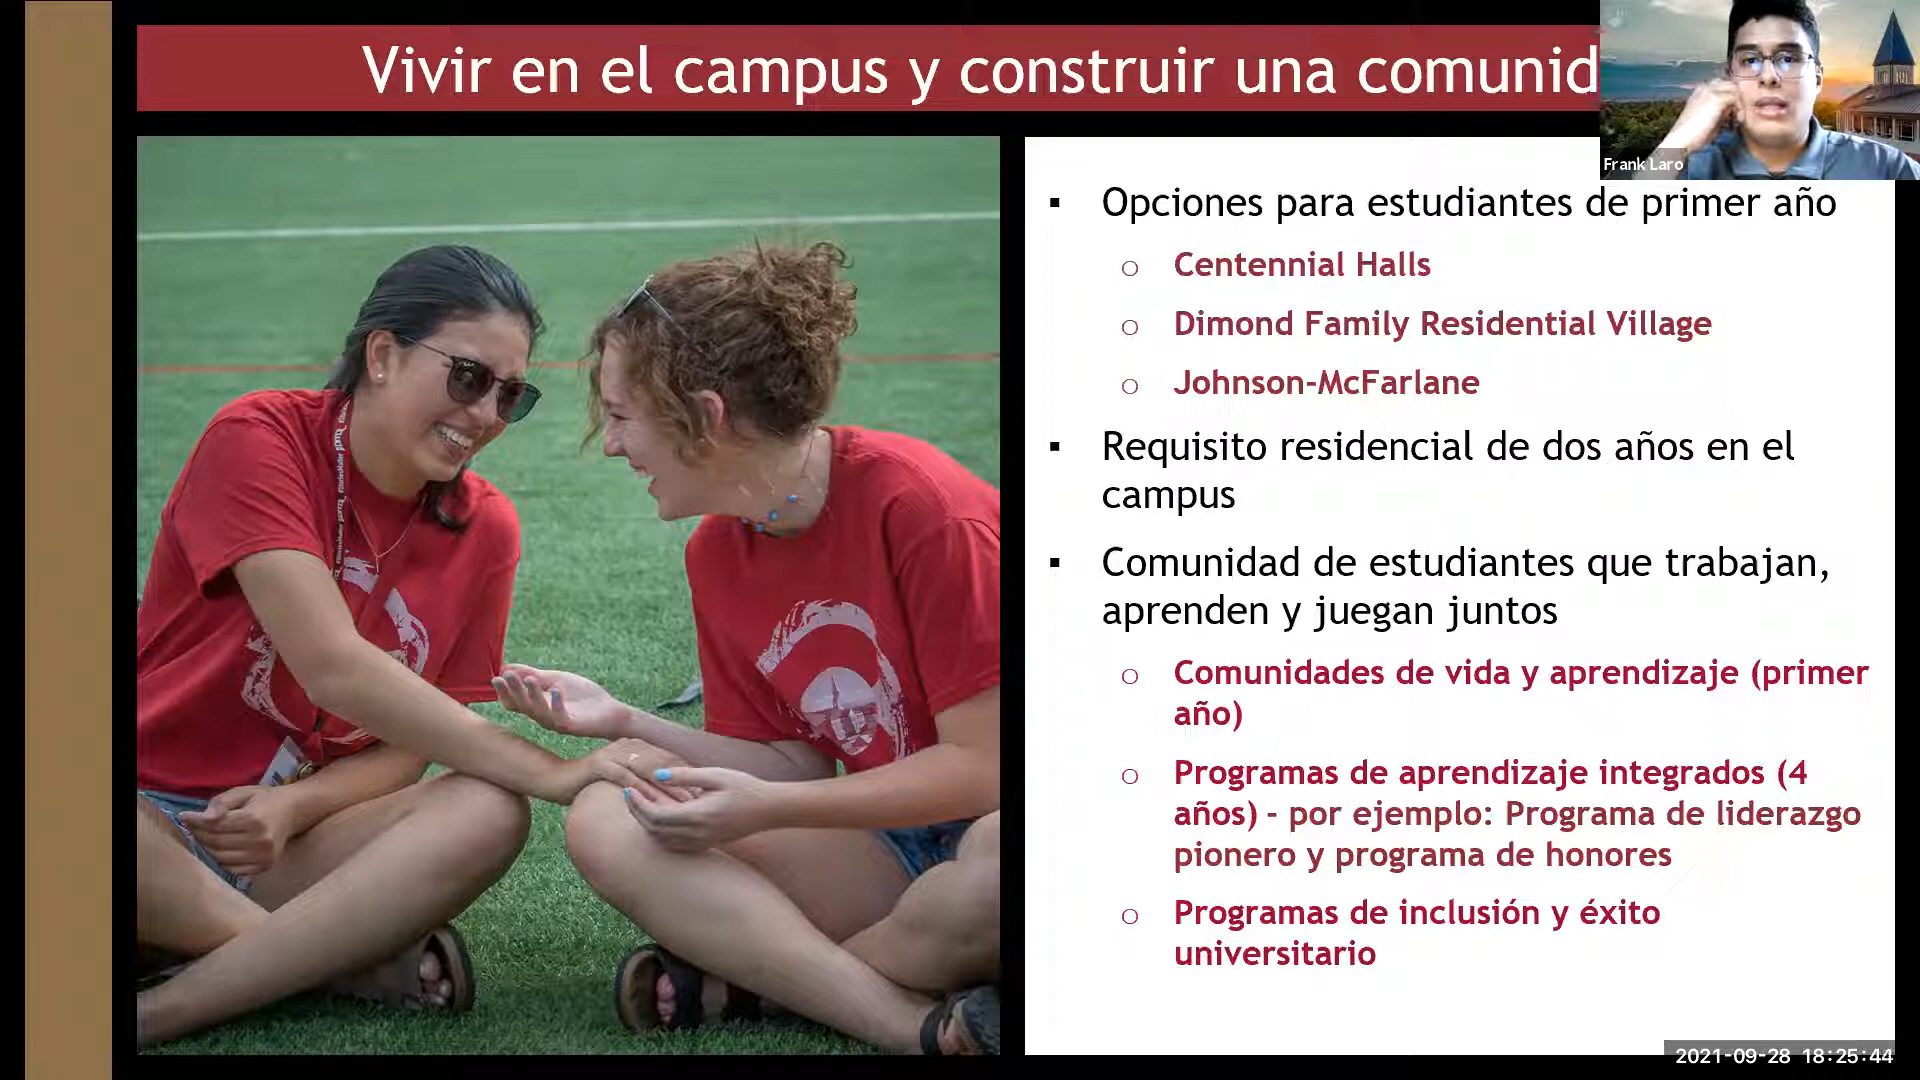 Vivir en el campus y construir una comunid
Frank Laro
▪ Opciones para estudiantes de primer año
○ Centennial Halls
○ Dimond Family Residential Village
○ Johnson-McFarlane
▪ Requisito residencial de dos años en el
campus
▪ Comunidad de estudiantes que trabajan,
aprenden y juegan juntos
○ Comunidades de vida y aprendizaje (primer
año)
○ Programas de aprendizaje integrados (4
años) - por ejemplo: Programa de liderazgo
pionero y programa de honores
○ Programas de inclusión y éxito
universitario
2021-09-28 18:25:44